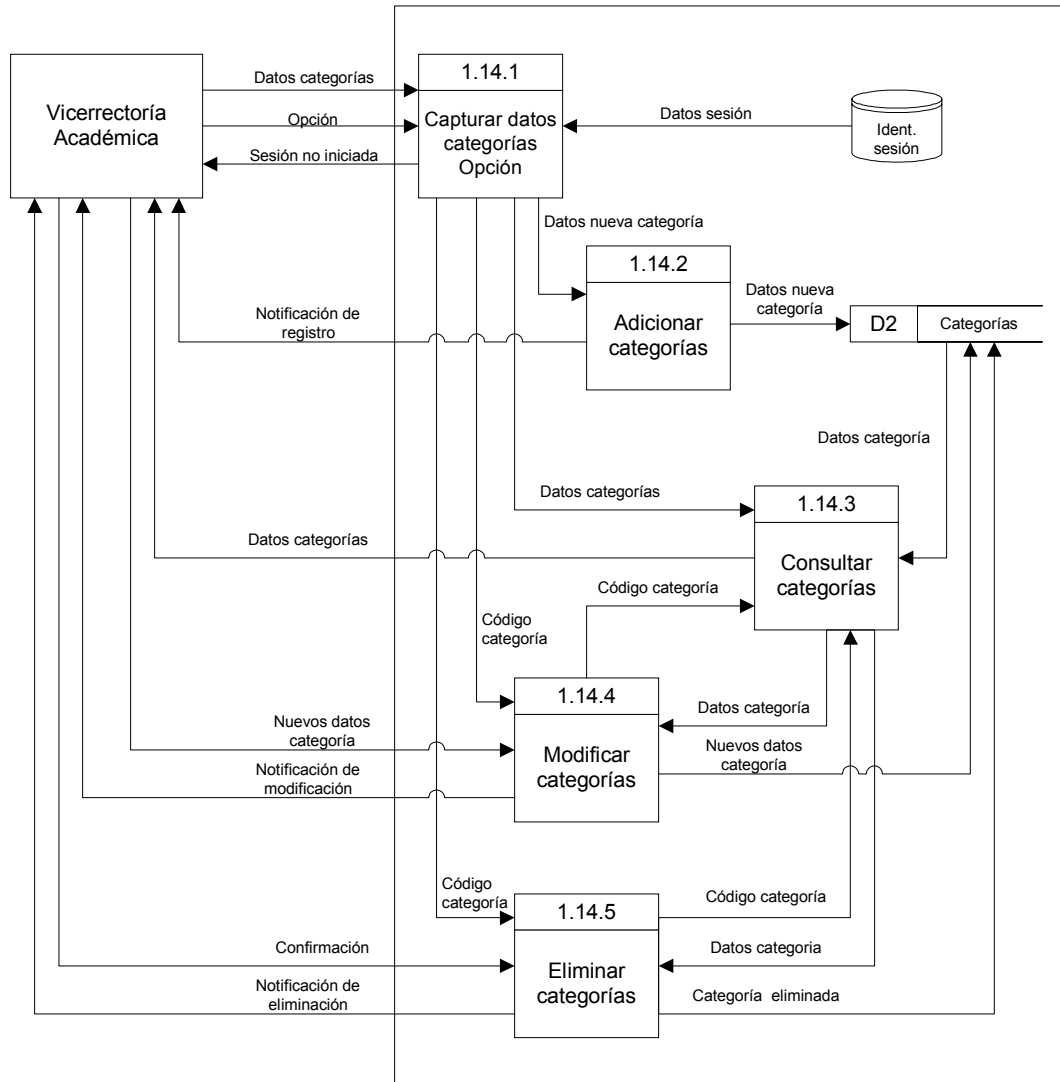 1.14.1
Datos categorías
Vicerrectoría
Académica
Opción
Capturar datos
categorías
Opción
Datos sesión
Ident.
sesión
Sesión no iniciada
Datos nueva categoría
1.14.2
Datos nueva
categoría
Notificación de
registro
Adicionar
categorías
D2
Categorías
Datos categoría
Datos categorías
1.14.3
Datos categorías
Consultar
categorías
Código categoría
Código
categoría
1.14.4
Datos categoría
Nuevos datos
categoría
Modificar
categorías
Nuevos datos
categoría
Notificación de
modificación
Código
categoría
1.14.5
Código categoría
Confirmación
Eliminar
categorías
Datos categoria
Notificación de
eliminación
Categoría eliminada